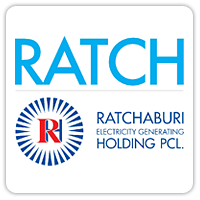 RATCH
R
RATCHABURI
ELECTRICITY GENERATING
HOLDING PCL.